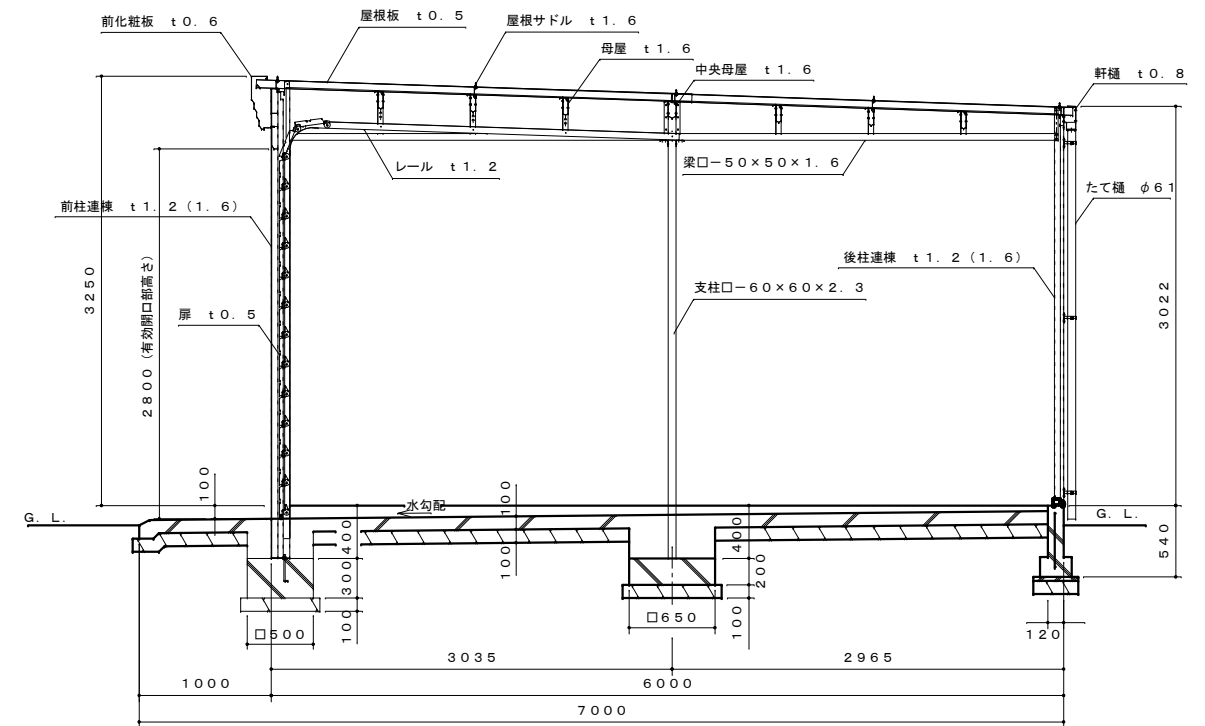 前化粧板　ｔ０．６
屋根板　ｔ０．５
屋根サドル　ｔ１．６
母屋　ｔ１．６
中央母屋　ｔ１．６
軒樋　ｔ０．８
レール　ｔ１．２
梁口－５０×５０×１．６
たて樋　φ６１
前柱連棟　ｔ１．２（１．６）
後柱連棟　ｔ１．２（１．６）
支柱口－６０×６０×２．３
扉　ｔ０．５
３２５０
２８００（有効開口部高さ）
３０２２
１００
水勾配
１００
Ｇ．Ｌ．
Ｇ．Ｌ．
４００
３００
１００
１００
４００
２００
１００
５４０
□５００
□６５０
１２０
３０３５
２９６５
１０００
６０００
７０００